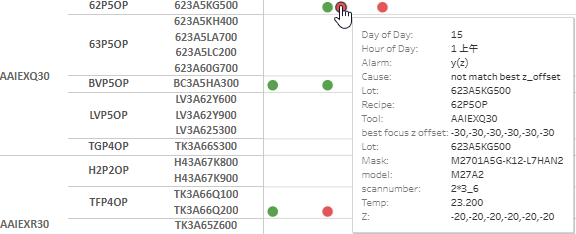 62P5OP 623A5KG500
623A5KH400
63P5OP 623A5LA700
623A5LC200
623A60G700
AAIEXQ30
BVP5OP BC3A5HA300
LV3A62Y600
LVP5OP LV3A62Y900
LV3A625300
TGP4OP TK3A66S300
H2P2OP H43A67K800
H43A67K900
TFP4OP TK3A66Q100
TK3A66Q200
AAIEXR30 TK3A65Z600
Day of Day: 15
Hour of Day: 1 上午
Alarm: y(z)
Cause: not match best z_offset
Lot: 623A5KG500
Recipe: 62P5OP
Tool: AAIEXQ30
best focus z offset: -30,-30,-30,-30,-30,-30
Lot: 623A5KG500
Mask: M2701A5G-K12-L7HAN2
model: M27A2
scannumber: 2*3_6
Temp: 23.200
Z: -20,-20,-20,-20,-20,-20